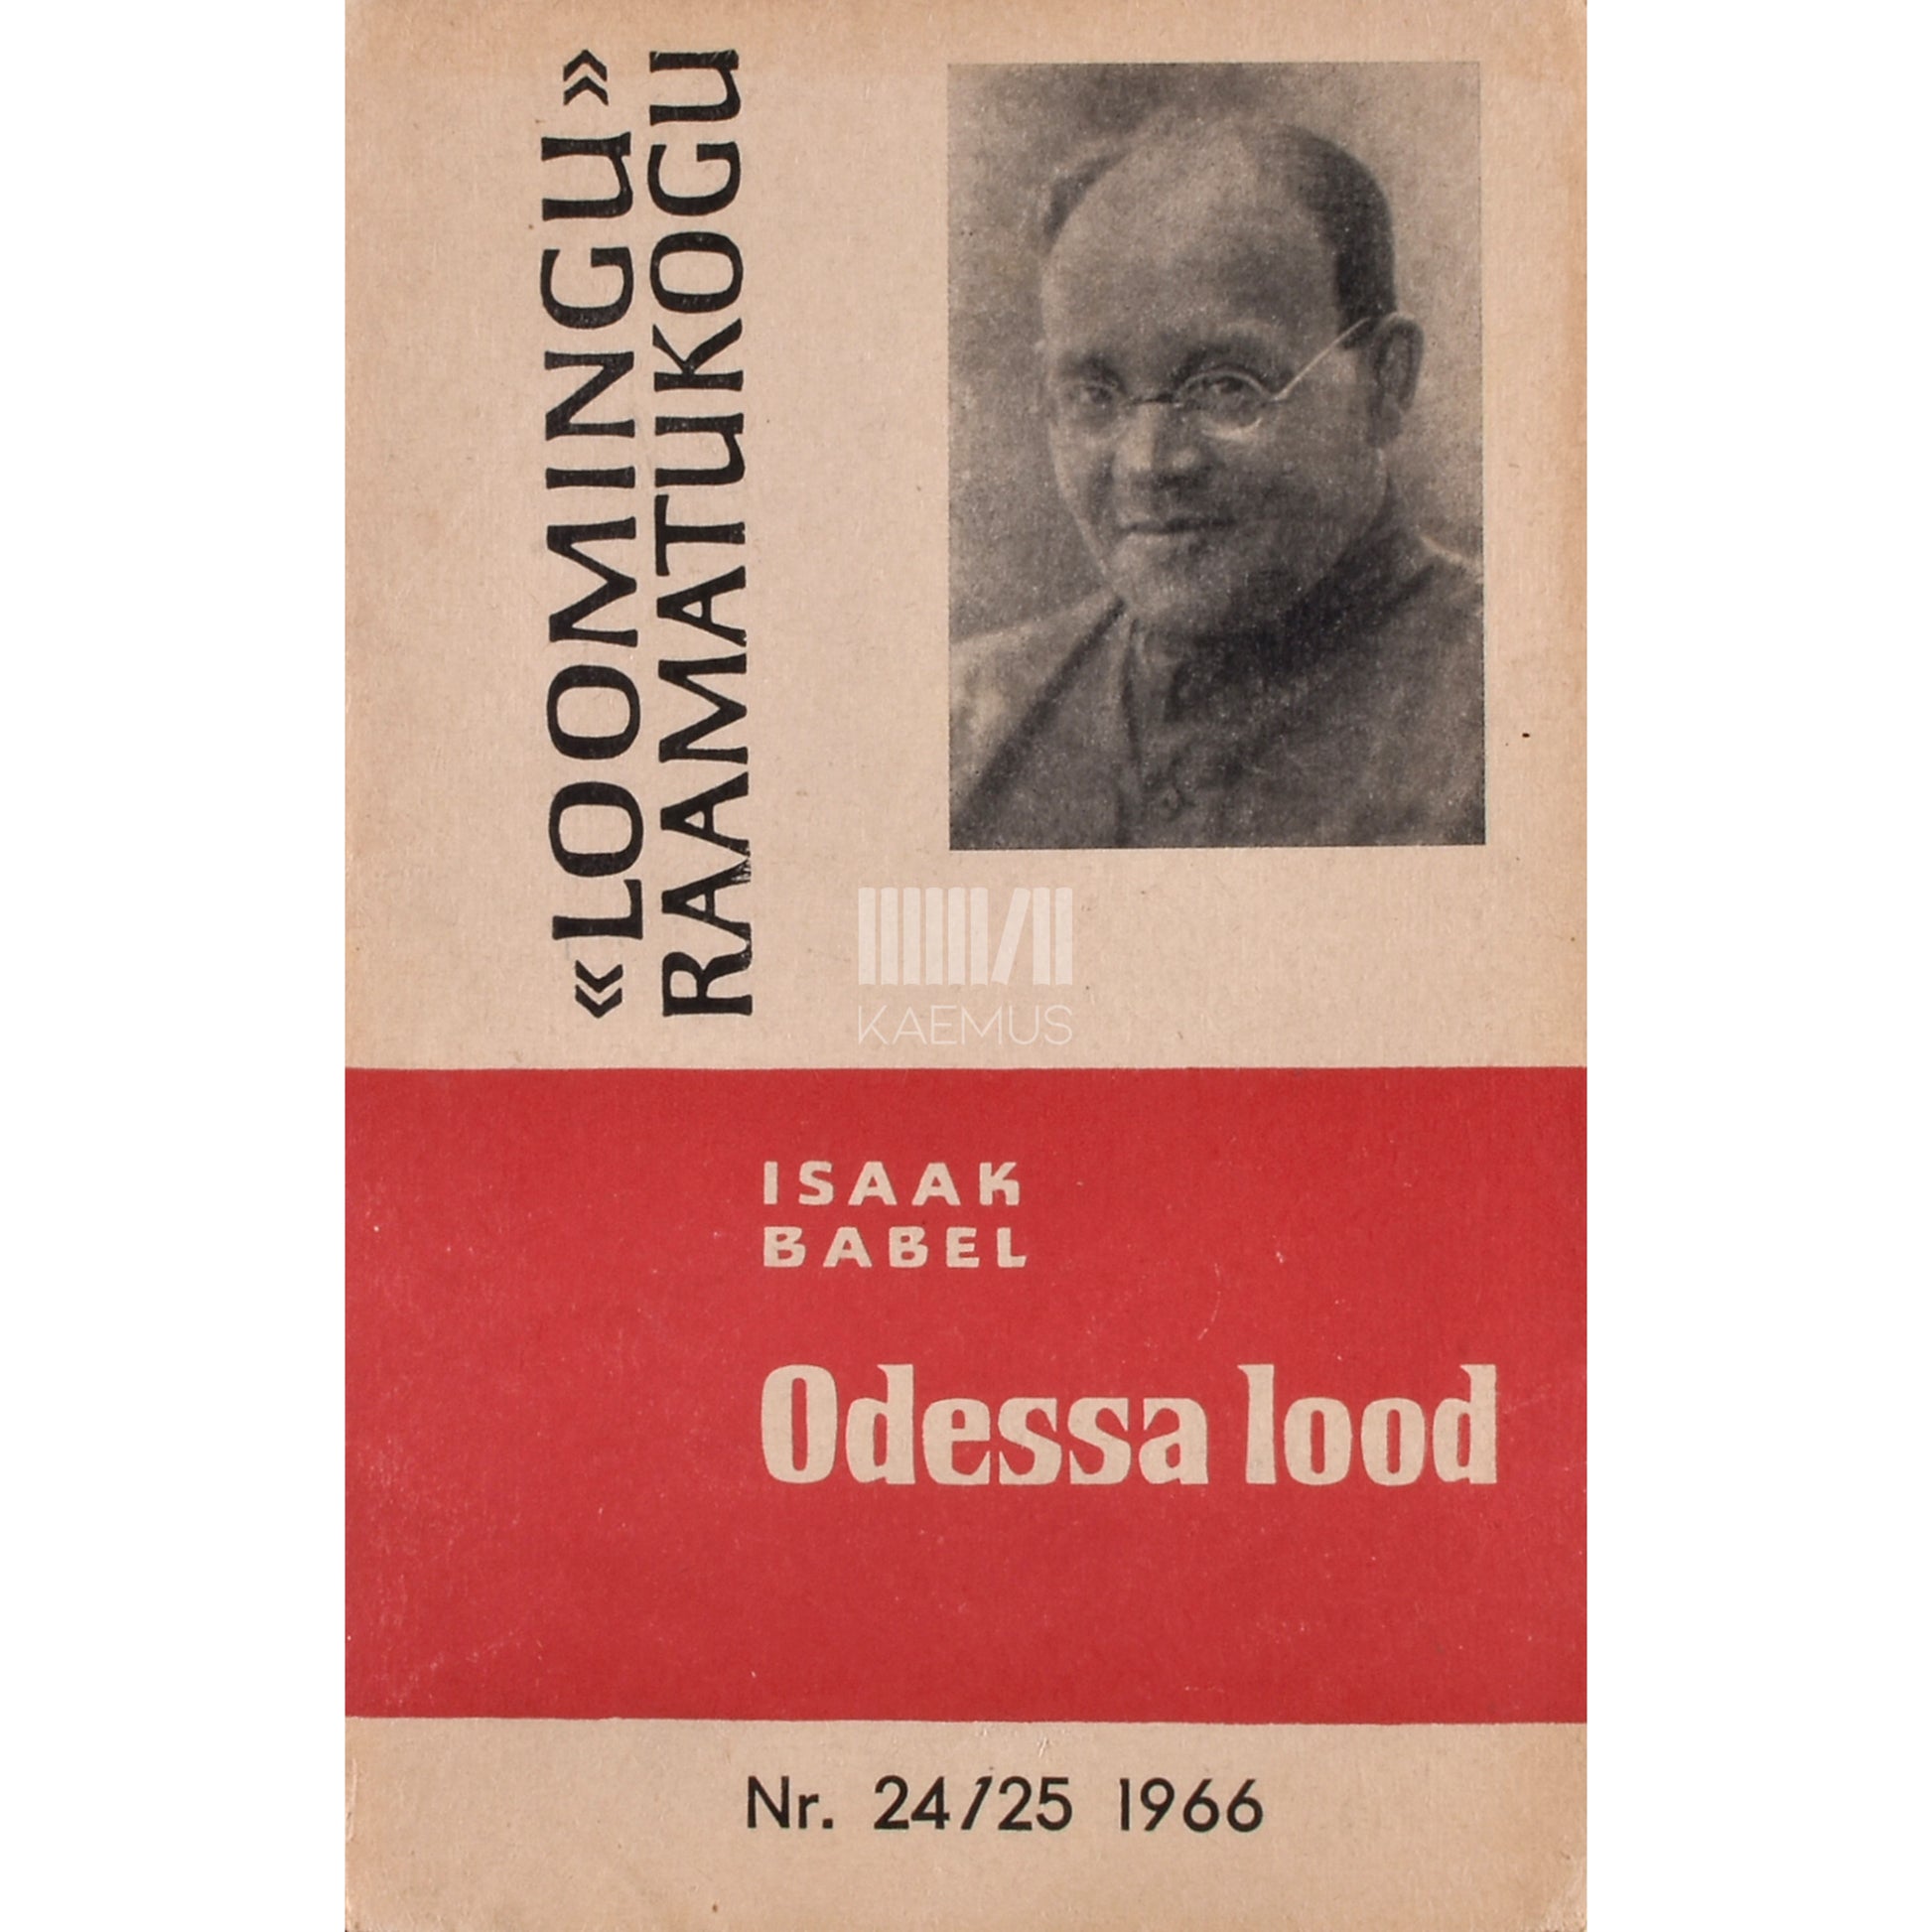 «LOOMINGU»
RAAMATUKOGU
KAEMUS
ISAAK
BABEL
Odessa lood
Nr. 24/25 1966